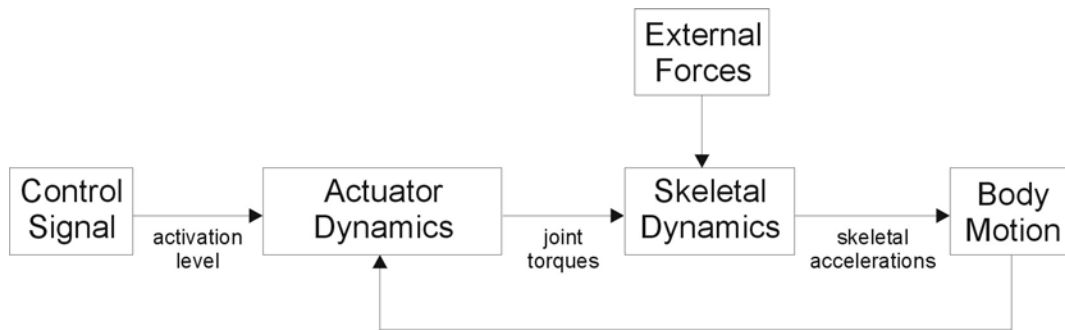 External
Forces
Control
Signal
activation
level
Actuator
Dynamics
joint
torques
Skeletal
Dynamics
skeletal
accelerations
Body
Motion